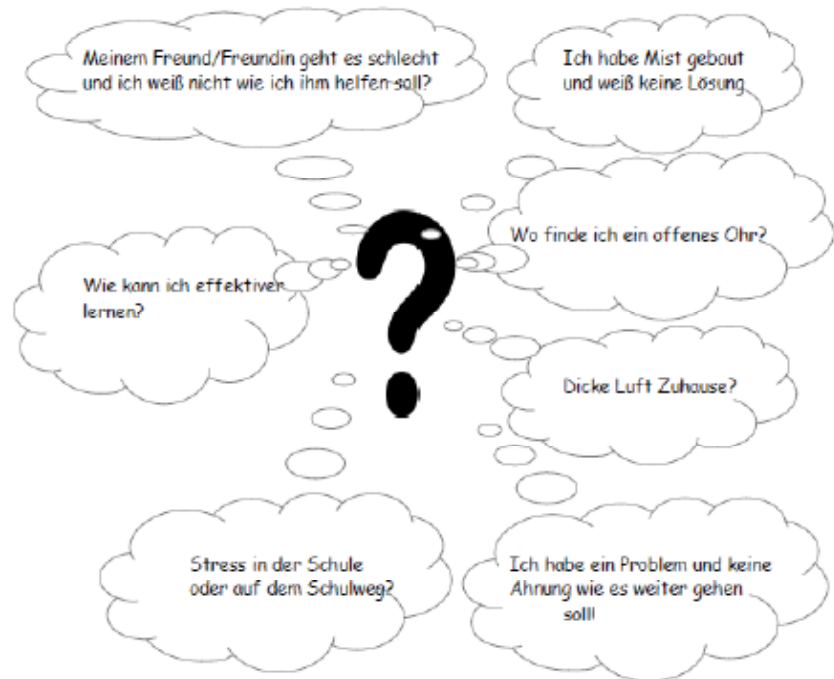 Meinem Freund/Freundin geht es schlecht
und ich weiß nicht wie ich ihm helfen soll?
Ich habe Mist gebaut
und weiß keine Lösung
Wo finde ich ein offenes Ohr?
Wie kann ich effektiver
lernen?
Dicke Luft Zuhause?
Stress in der Schule
oder auf dem Schulweg?
Ich habe ein Problem und keine
Ahnung wie es weiter gehen
soll!
?